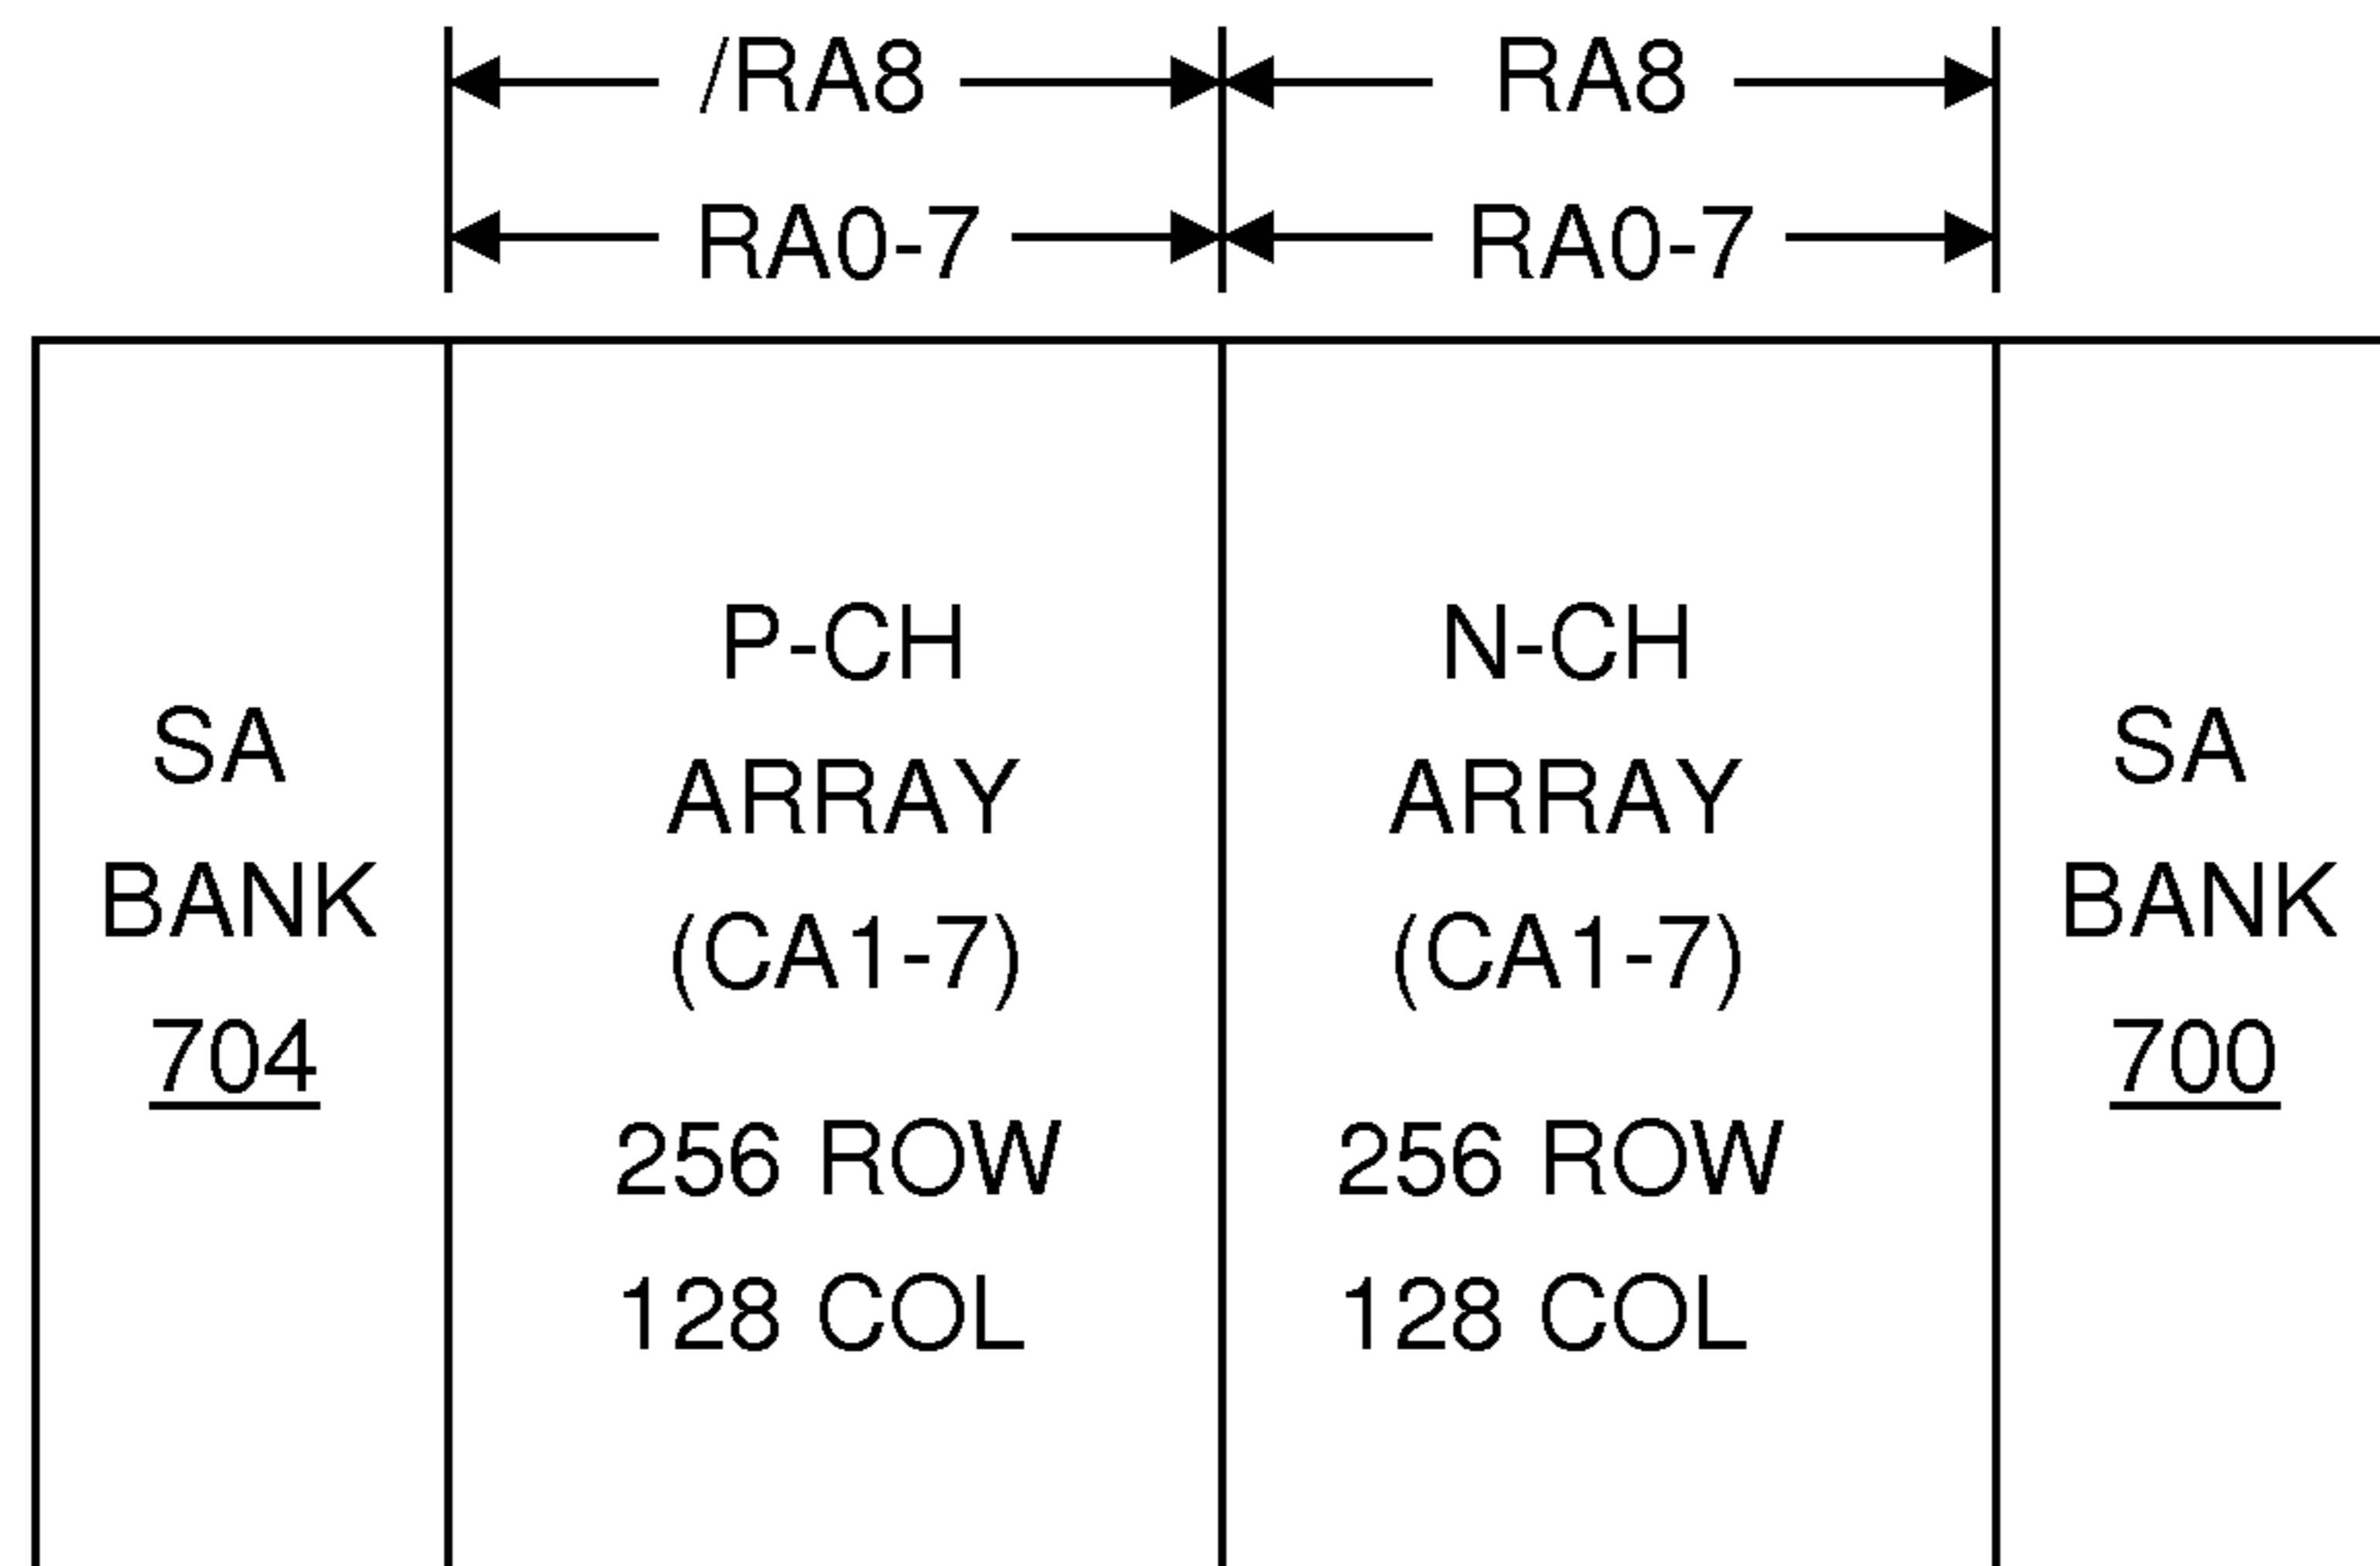 /RA8 RA8
RA0-7 RA0-7
SA
BANK
704
P-CH
ARRAY
(CA1-7)
256 ROW
128 COL
N-CH
ARRAY
(CA1-7)
256 ROW
128 COL
SA
BANK
700